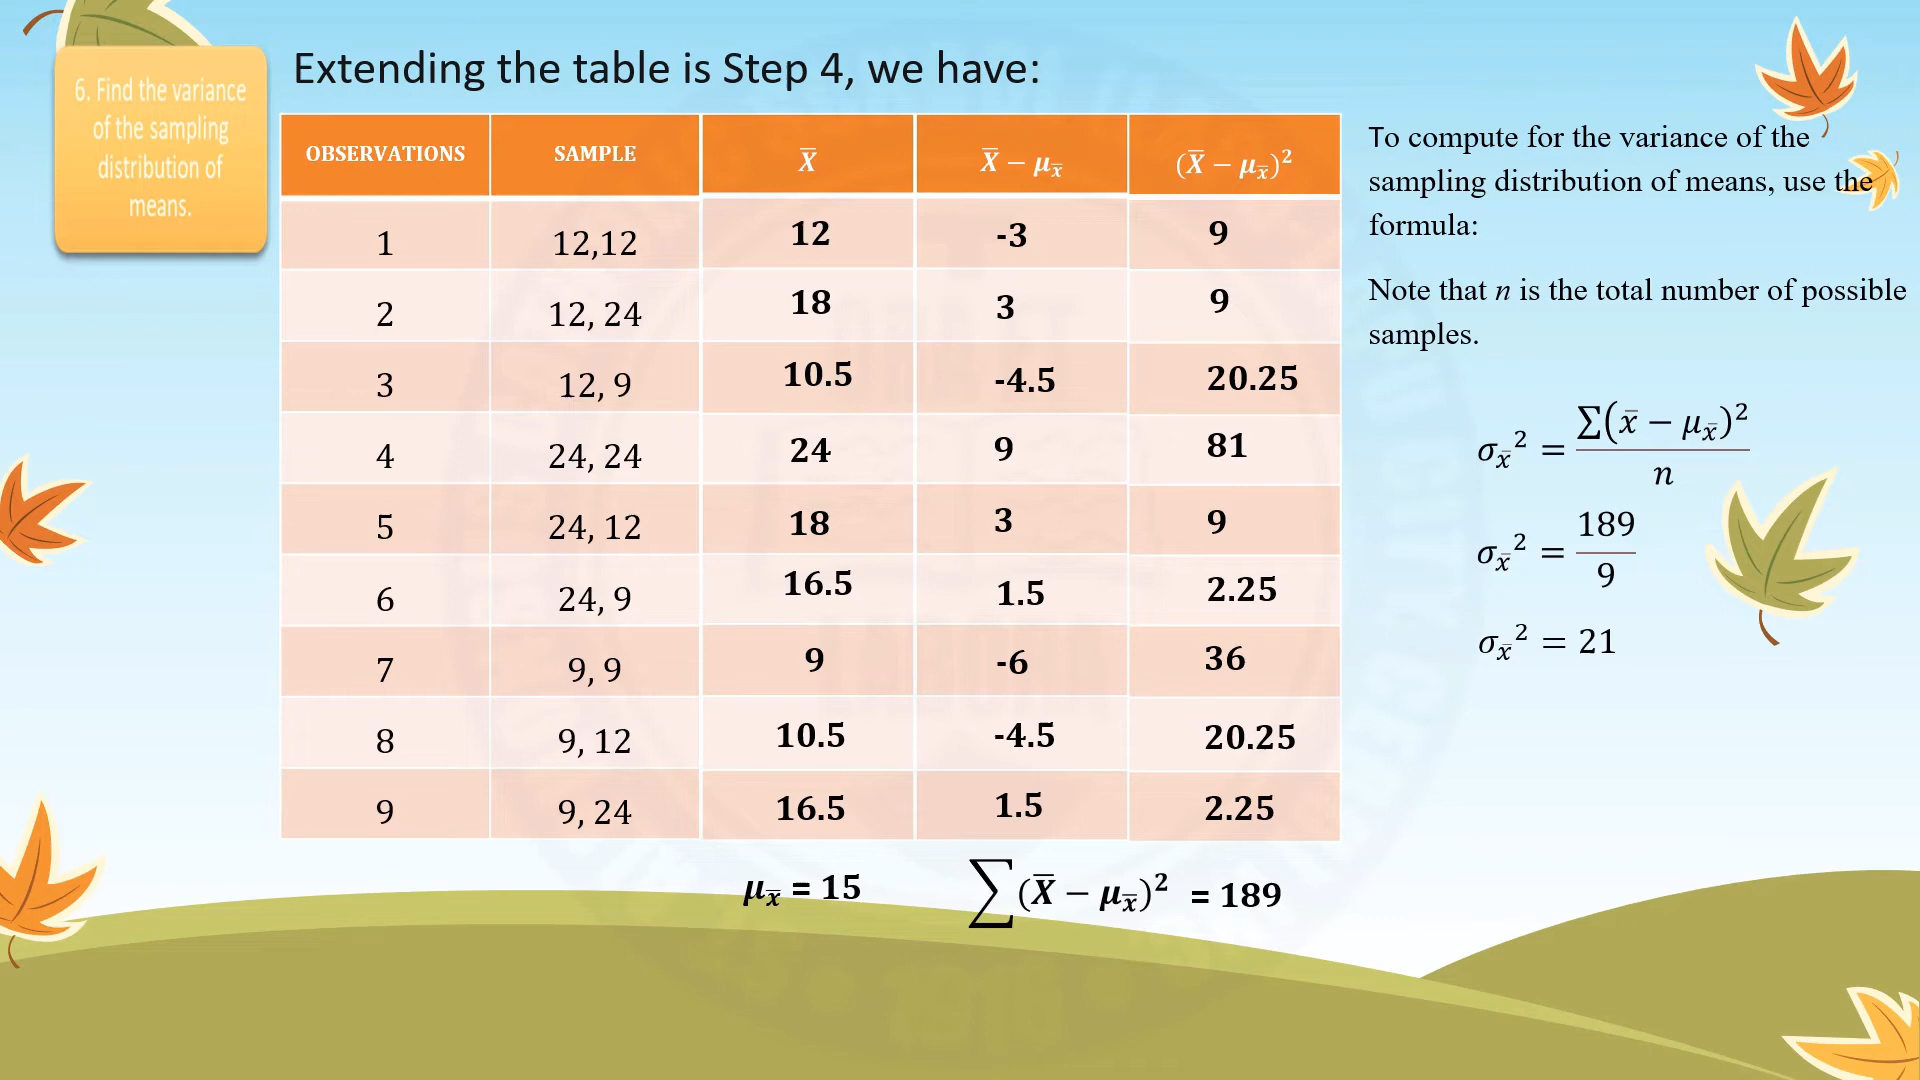 6. Find the variance
of the sampling
distribution of
means.
Extending the table is Step 4, we have:
OBSERVATIONS SAMPLE X̅ X̅ − μx̅ (X̅ − μx̅)²
1 12,12 12 -3 9
2 12, 24 18 3 9
3 12, 9 10.5 -4.5 20.25
4 24, 24 24 9 81
5 24, 12 18 3 9
6 24, 9 16.5 1.5 2.25
7 9, 9 9 -6 36
8 9, 12 10.5 -4.5 20.25
9 9, 24 16.5 1.5 2.25
μx̅ = 15 ∑(X̅ − μx̅)² = 189
To compute for the variance of the
sampling distribution of means, use the
formula:
Note that n is the total number of possible
samples.
σx̅² = ∑(x̅ − μx̅)² / n
σx̅² = 189 / 9
σx̅² = 21